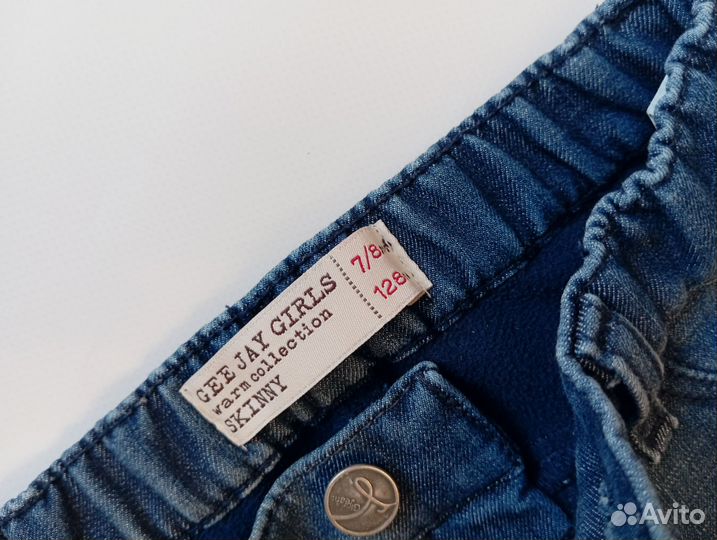 GEE JAY GIRLS
warm collection
SKINNY
7/8
128
Avito